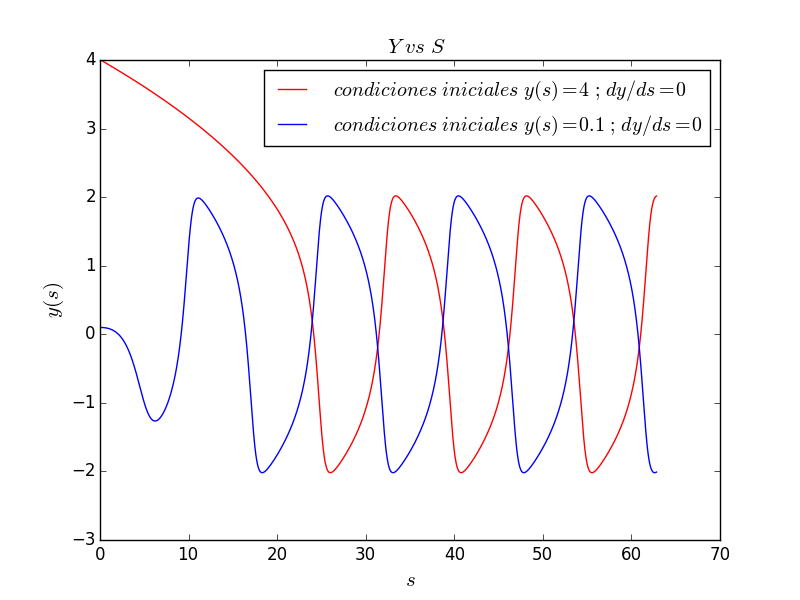 Y vs S
condiciones iniciales y(s)=4 ; dy/ds=0
condiciones iniciales y(s)=0.1 ; dy/ds=0
4
3
2
1
0
−1
−2
−3
y(s)
0 10 20 30 40 50 60 70
s